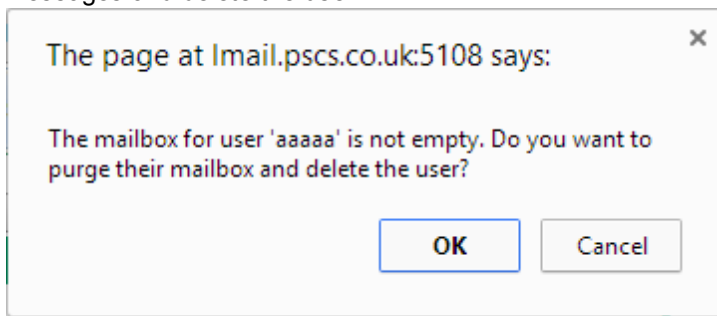 The page at lmail.pscs.co.uk:5108 says:
The mailbox for user 'aaaaa' is not empty. Do you want to
purge their mailbox and delete the user?
OK Cancel